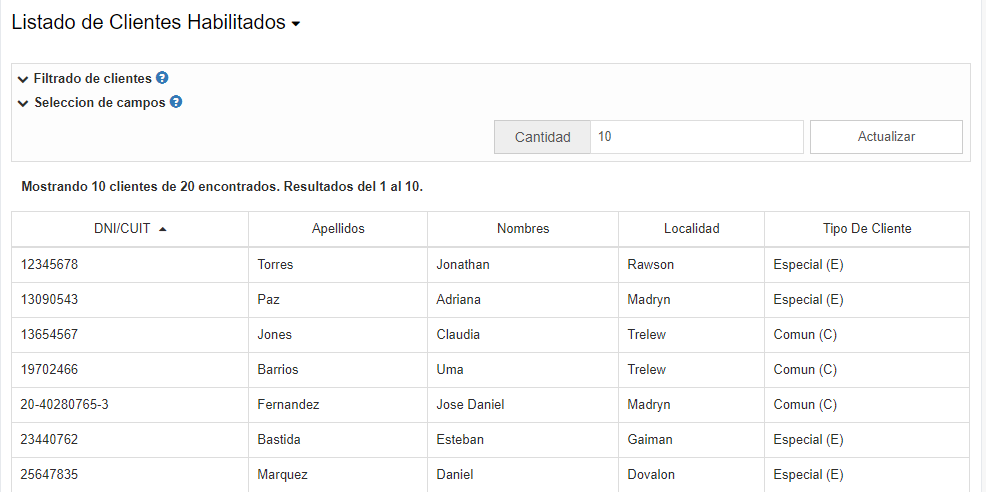 Listado de Clientes Habilitados
Filtrado de clientes
Seleccion de campos
Cantidad 10 Actualizar
Mostrando 10 clientes de 20 encontrados. Resultados del 1 al 10.
DNI/CUIT Apellidos Nombres Localidad Tipo De Cliente
12345678 Torres Jonathan Rawson Especial (E)
13090543 Paz Adriana Madryn Especial (E)
13654567 Jones Claudia Trelew Comun (C)
19702466 Barrios Uma Trelew Comun (C)
20-40280765-3 Fernandez Jose Daniel Madryn Comun (C)
23440762 Bastida Esteban Gaiman Especial (E)
25647835 Marquez Daniel Dovalon Especial (E)